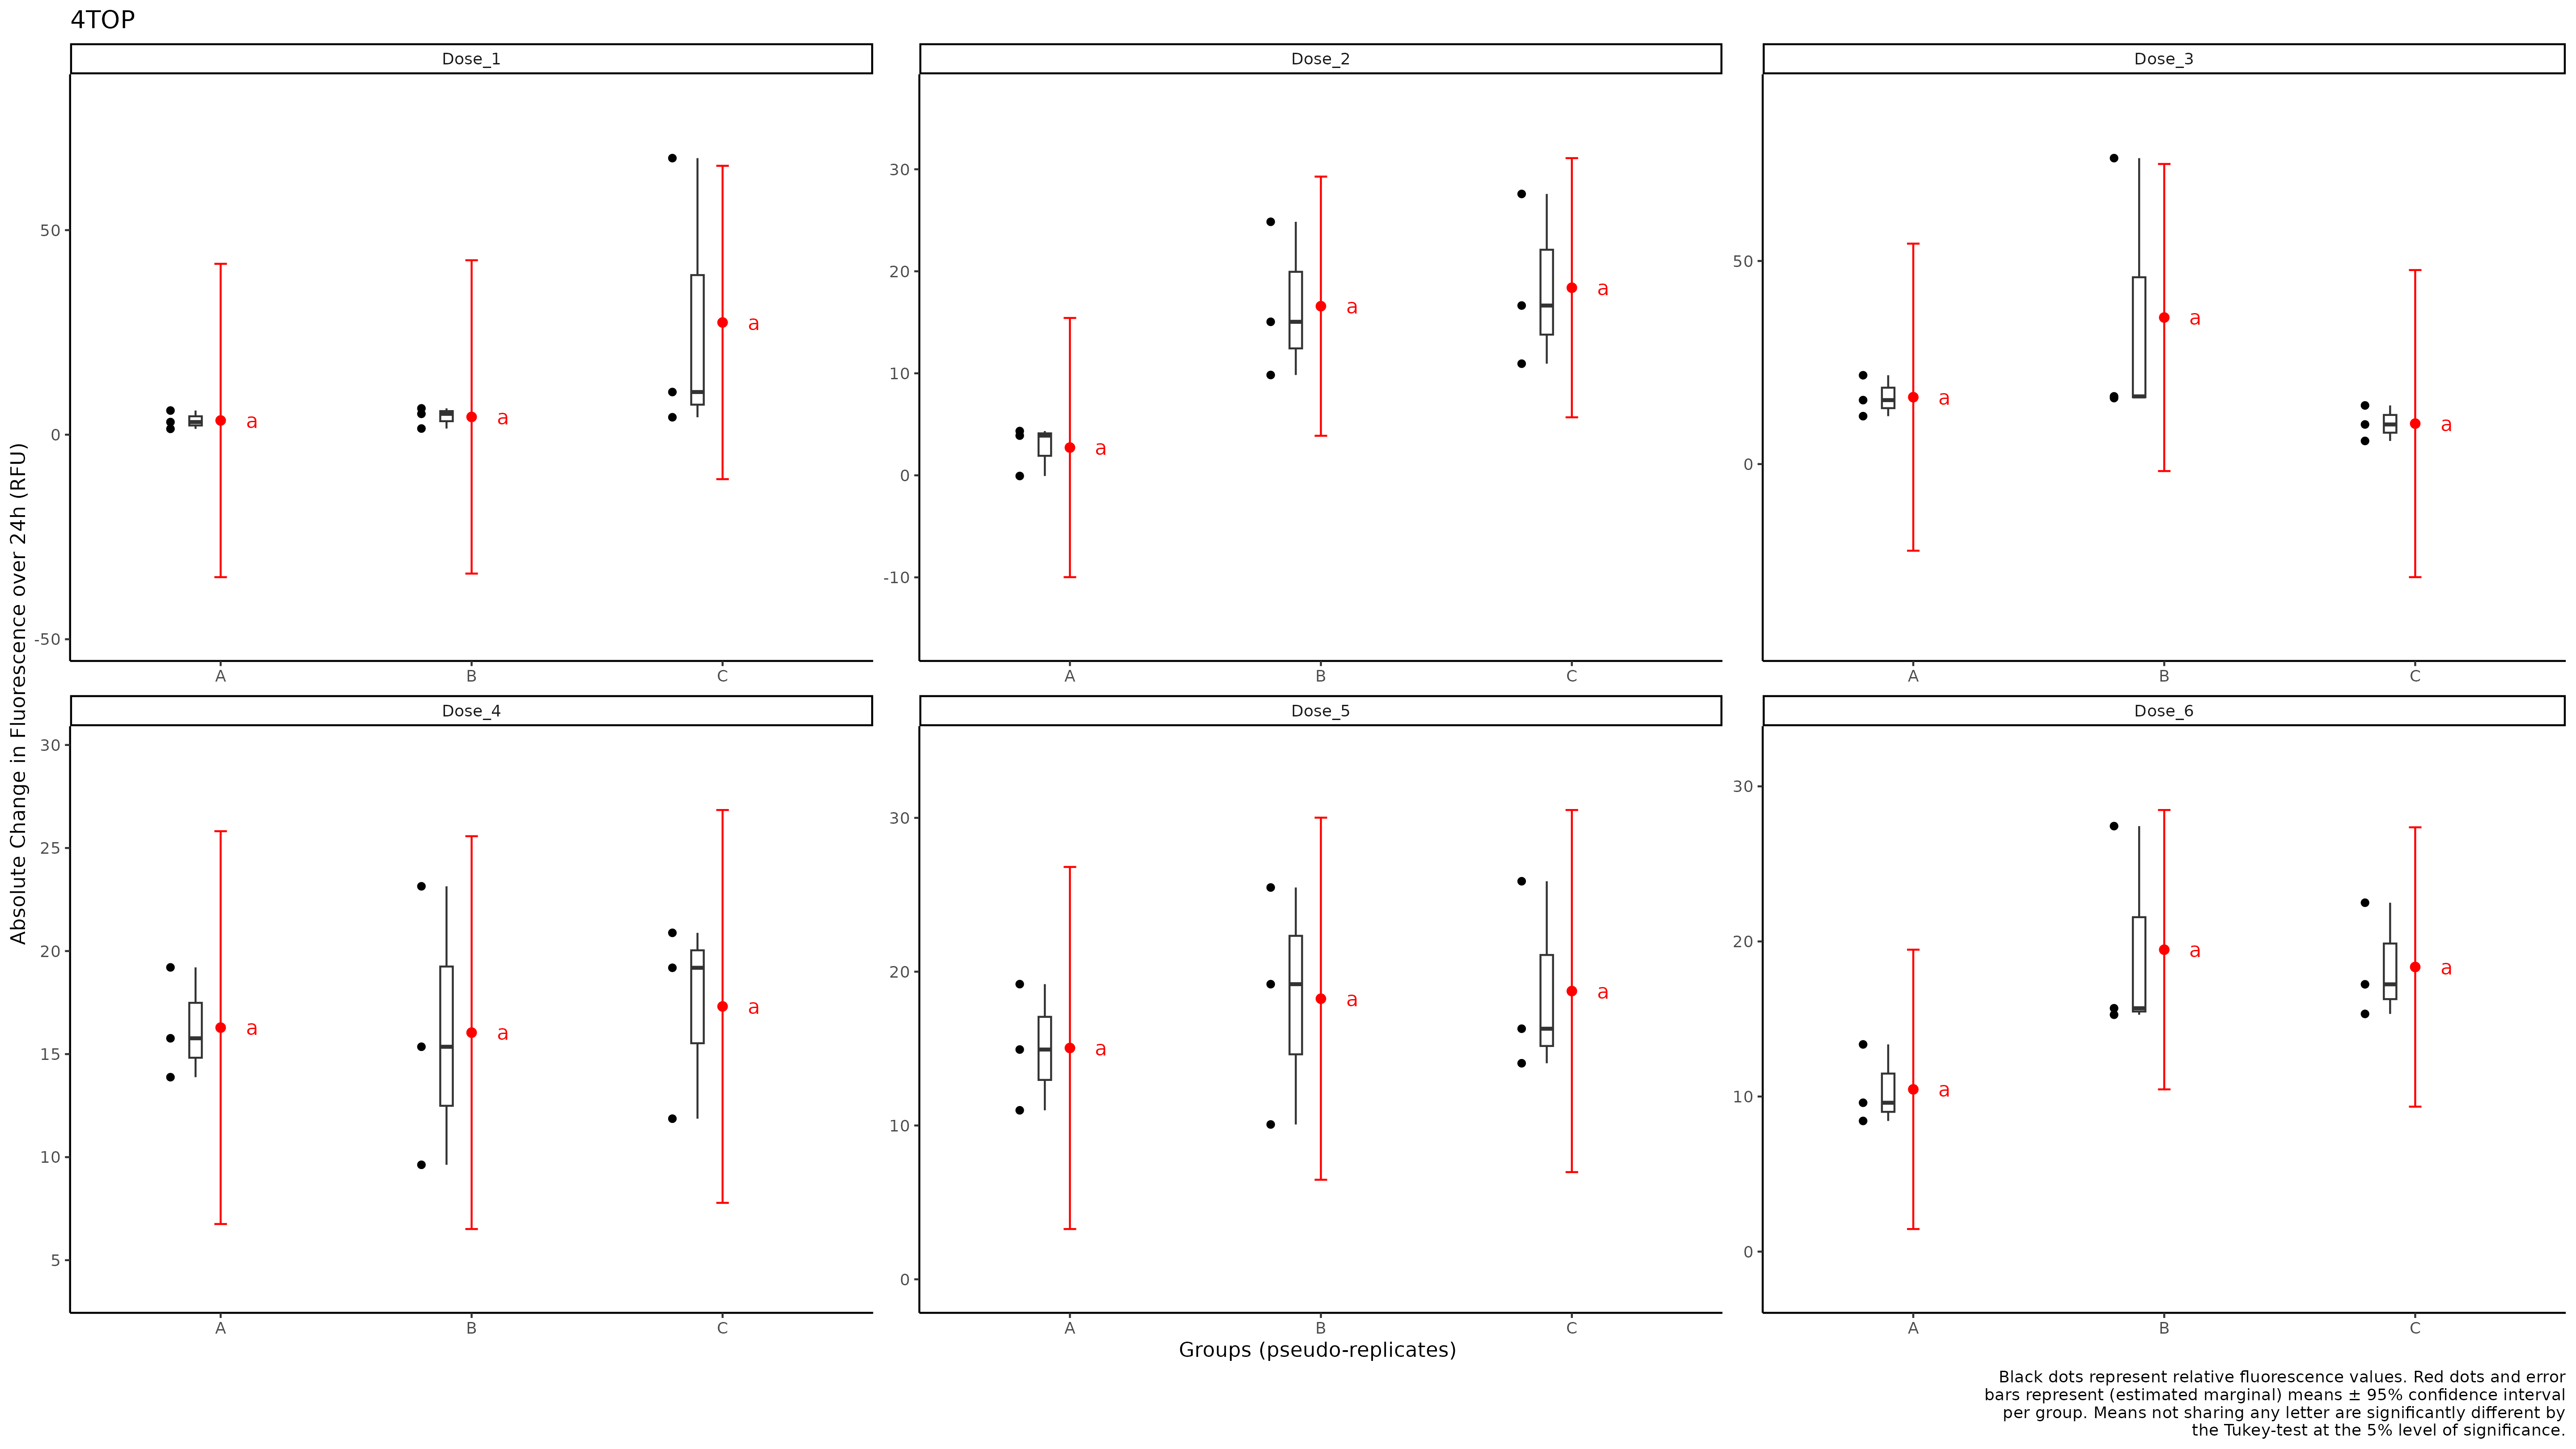 4TOP
Dose_1
Dose_2
Dose_3
50
0
-50
A
B
C
a
a
a
30
20
10
0
-10
A
B
C
a
a
a
50
0
A
B
C
a
a
a
Absolute Change in Fluorescence over 24h (RFU)
Dose_4
Dose_5
Dose_6
30
25
20
15
10
5
A
B
C
a
a
a
30
20
10
0
A
B
C
a
a
a
30
20
10
0
A
B
C
a
a
a
Groups (pseudo-replicates)
Black dots represent relative fluorescence values. Red dots and error
bars represent (estimated marginal) means ± 95% confidence interval
per group. Means not sharing any letter are significantly different by
the Tukey-test at the 5% level of significance.